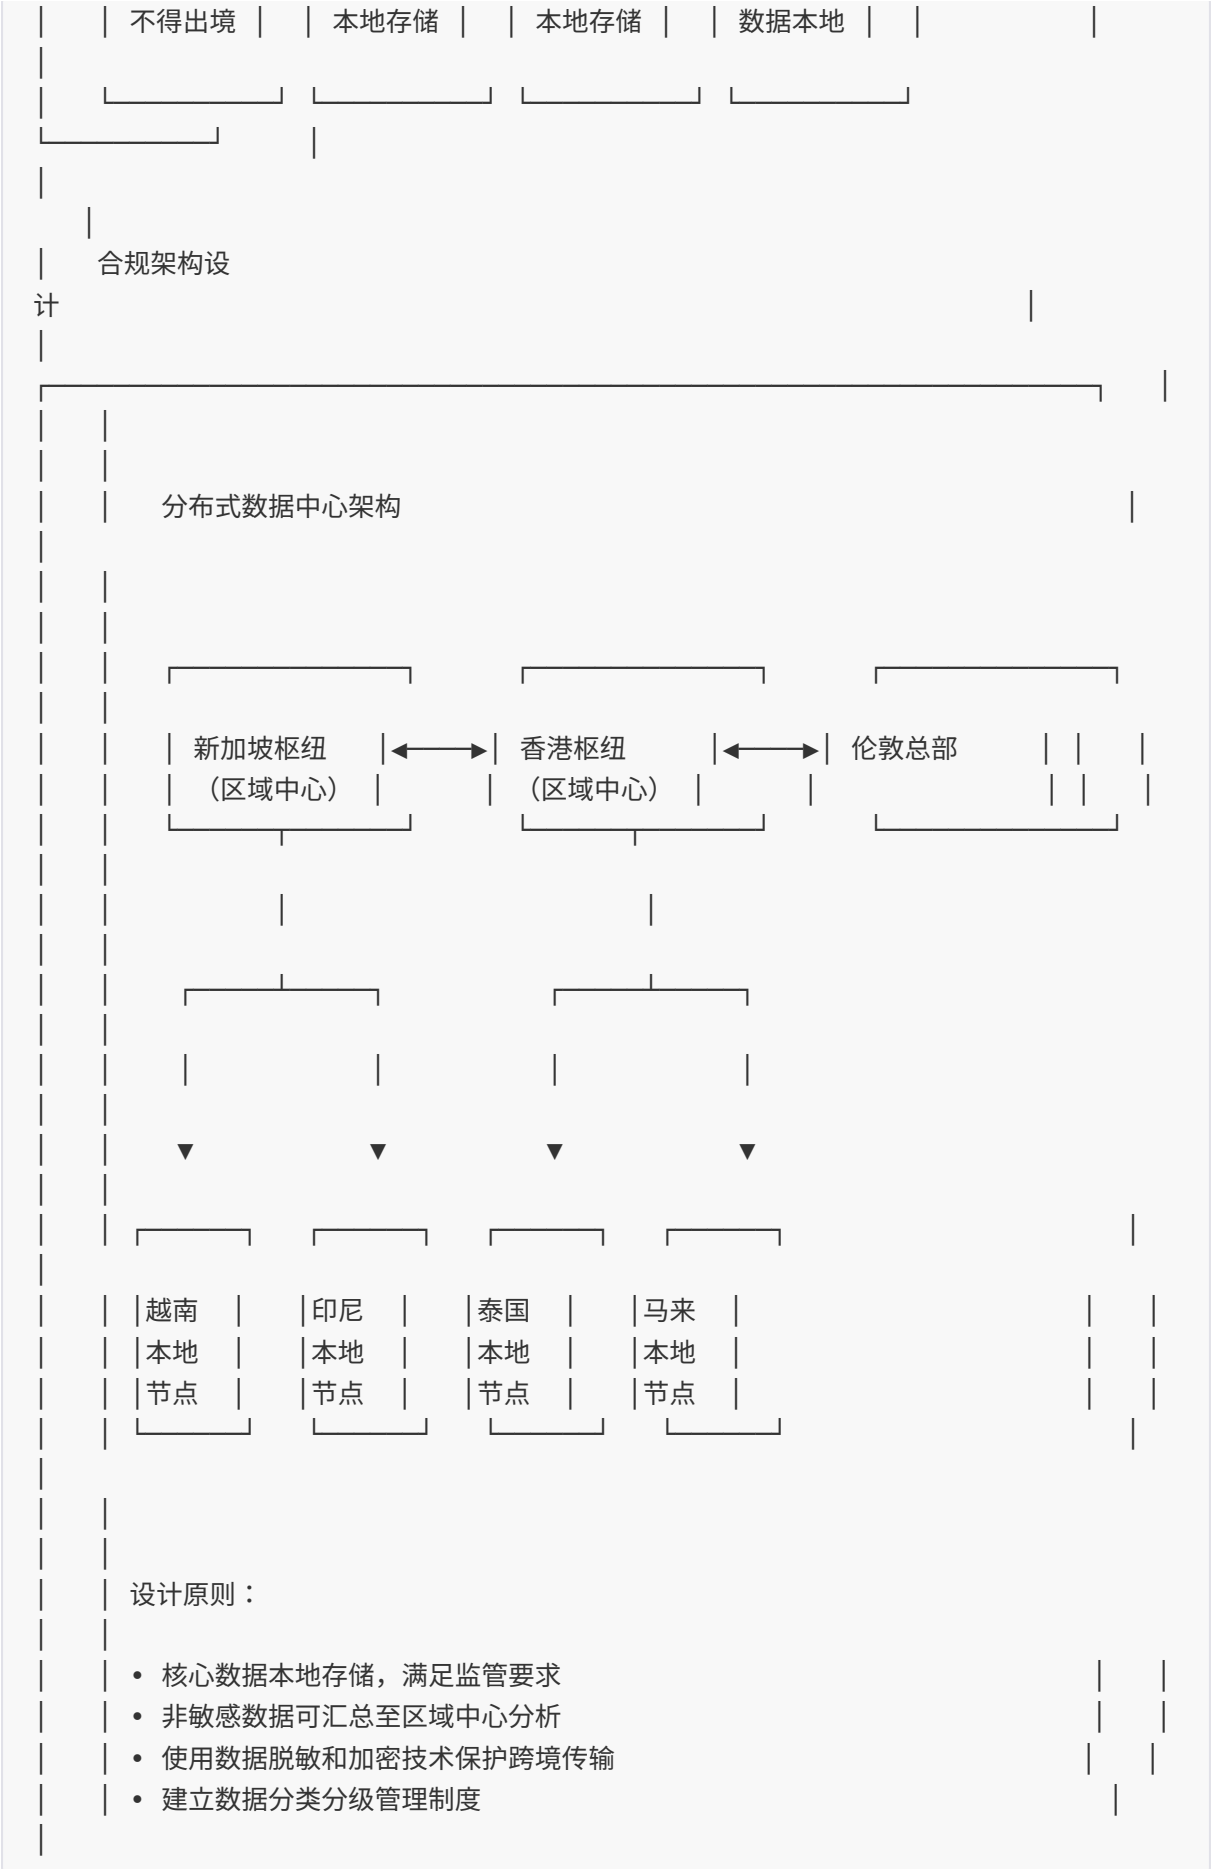 不得出境 本地存储 本地存储 数据本地
合规架构设
计
分布式数据中心架构
新加坡枢纽 香港枢纽 伦敦总部
（区域中心） （区域中心）
越南 印尼 泰国 马来
本地 本地 本地 本地
节点 节点 节点 节点
设计原则：
• 核心数据本地存储，满足监管要求
• 非敏感数据可汇总至区域中心分析
• 使用数据脱敏和加密技术保护跨境传输
• 建立数据分类分级管理制度